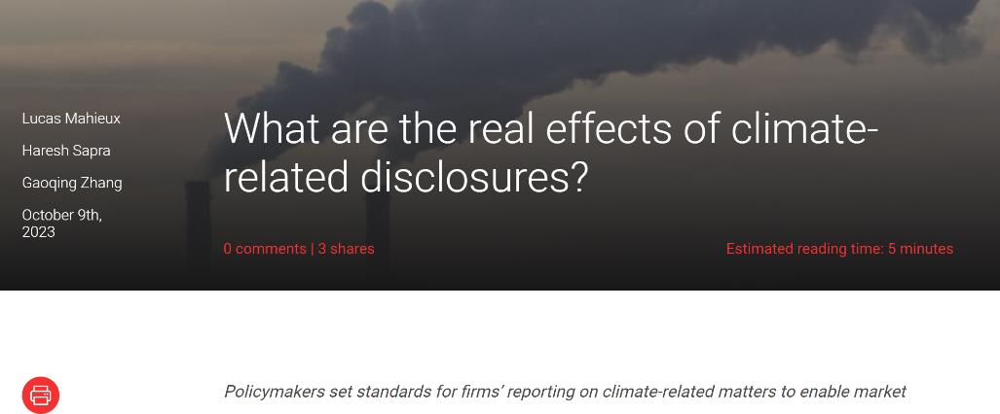 Lucas Mahieux
Haresh Sapra
Gaoqing Zhang
October 9th,
2023
What are the real effects of climate-
related disclosures?
0 comments | 3 shares
Estimated reading time: 5 minutes
Policymakers set standards for firms’ reporting on climate-related matters to enable market